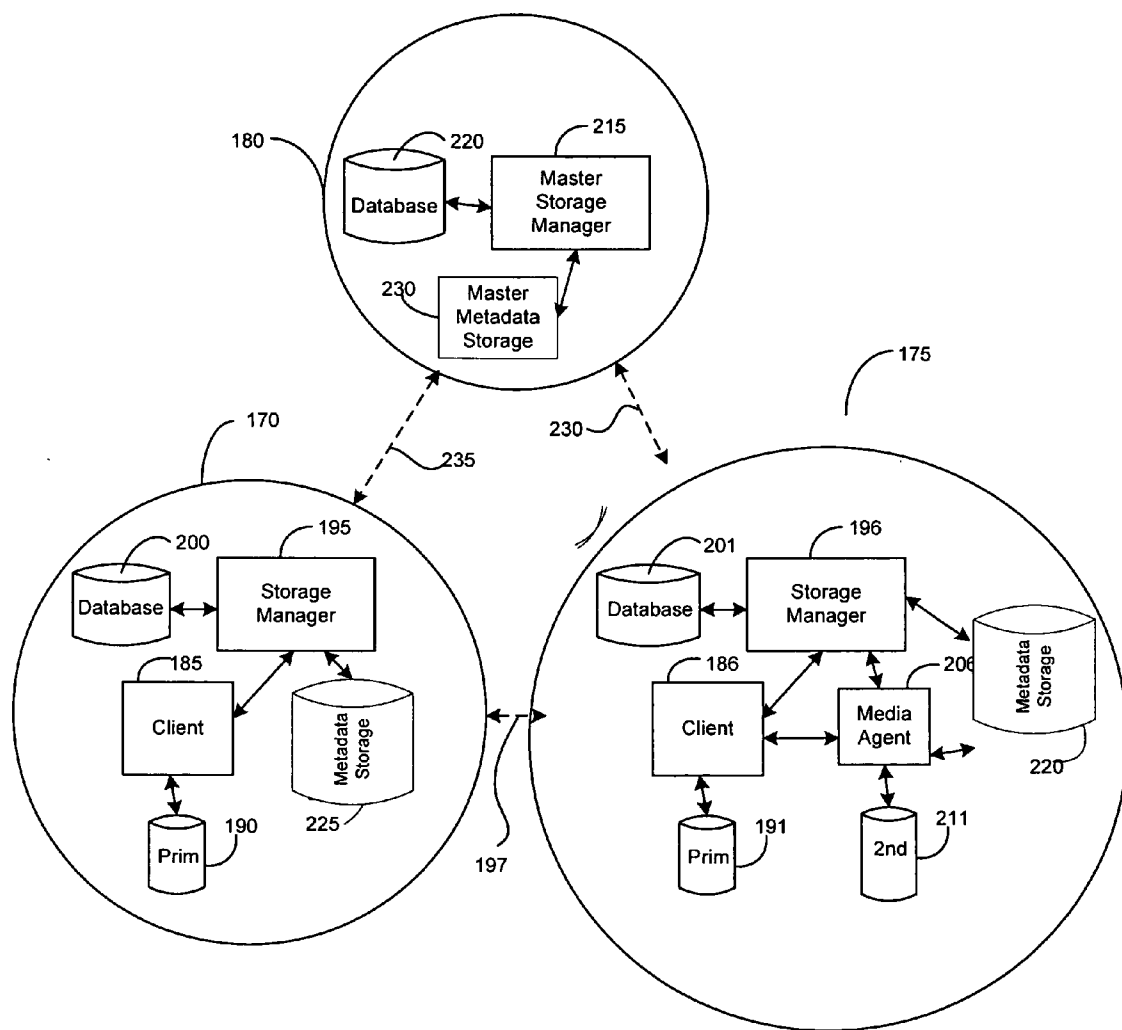 180
220
215
Database
Master
Storage
Manager
230
Master
Metadata
Storage
175
170
235
230
200
195
Database
Storage
Manager
185
Client
Metadata
Storage
225
190
Prim
197
201
196
Database
Storage
Manager
186
206
Client
Media
Agent
Metadata
Storage
220
191
Prim
211
2nd